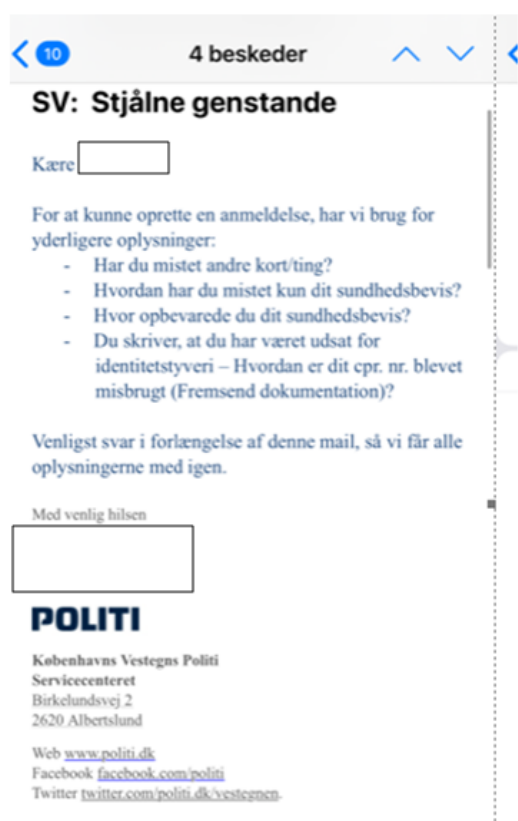 10
4 beskeder
SV: Stjålne genstande
Kære
For at kunne oprette en anmeldelse, har vi brug for
yderligere oplysninger:
- Har du mistet andre kort/ting?
- Hvordan har du mistet kun dit sundhedsbevis?
- Hvor opbevarede du dit sundhedsbevis?
- Du skriver, at du har været udsat for
identitetstyveri – Hvordan er dit cpr. nr. blevet
misbrugt (Fremsend dokumentation)?
Venligst svar i forlængelse af denne mail, så vi får alle
oplysningerne med igen.
Med venlig hilsen
POLITI
Københavns Vestegns Politi
Servicecenteret
Birkelundsvej 2
2620 Albertslund
Web www.politi.dk
Facebook facebook.com/politi
Twitter twitter.com/politi.dk/vestegnen.